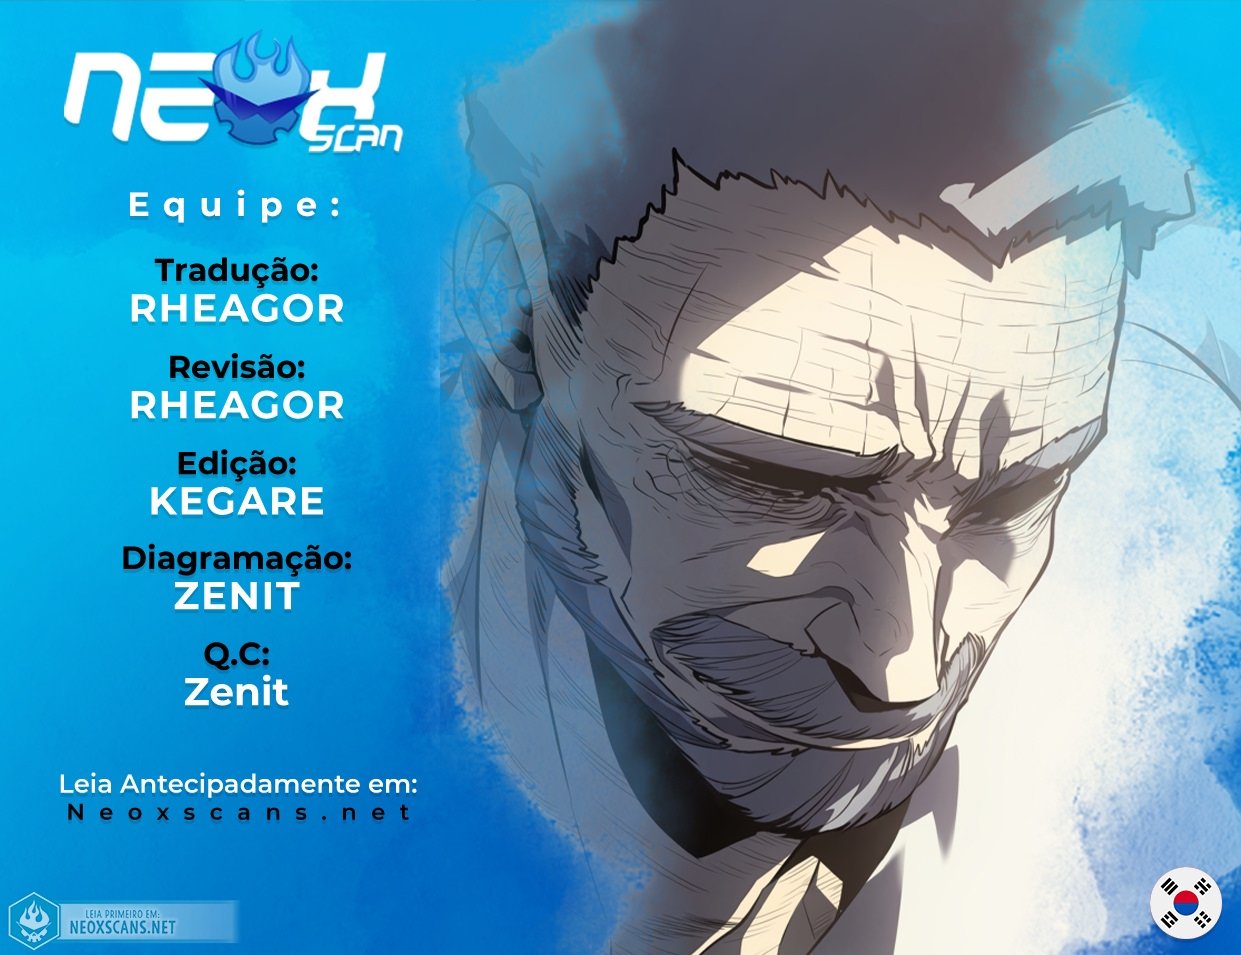 NEOX
SCAN
Equipe:
Tradução:
RHEAGOR
Revisão:
RHEAGOR
Edição:
KEGARE
Diagramação:
ZENIT
Q.C:
Zenit
Leia Antecipadamente em:
Neoxscans.net
LEIA PRIMEIRO EM:
NEOXSCANS.NET